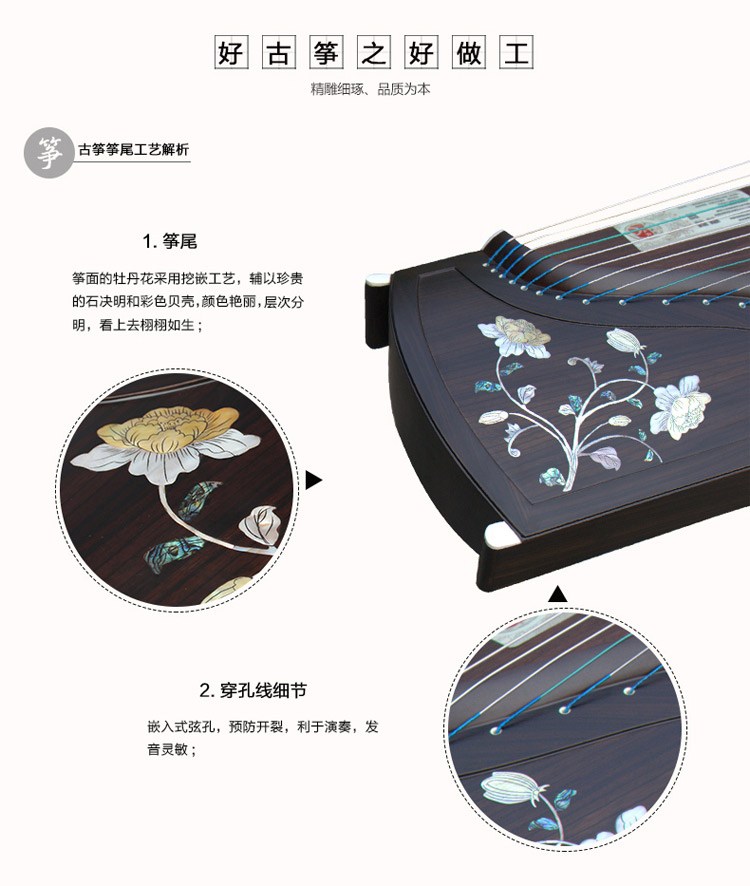 好古筝之好做工
精雕细琢、品质为本
筝
古筝筝尾工艺解析
1. 筝尾
筝面的牡丹花采用挖嵌工艺，辅以珍贵
的石决明和彩色贝壳，颜色艳丽，层次分
明，看上去栩栩如生；
2. 穿孔线细节
嵌入式弦孔，预防开裂，利于演奏，发
音灵敏；